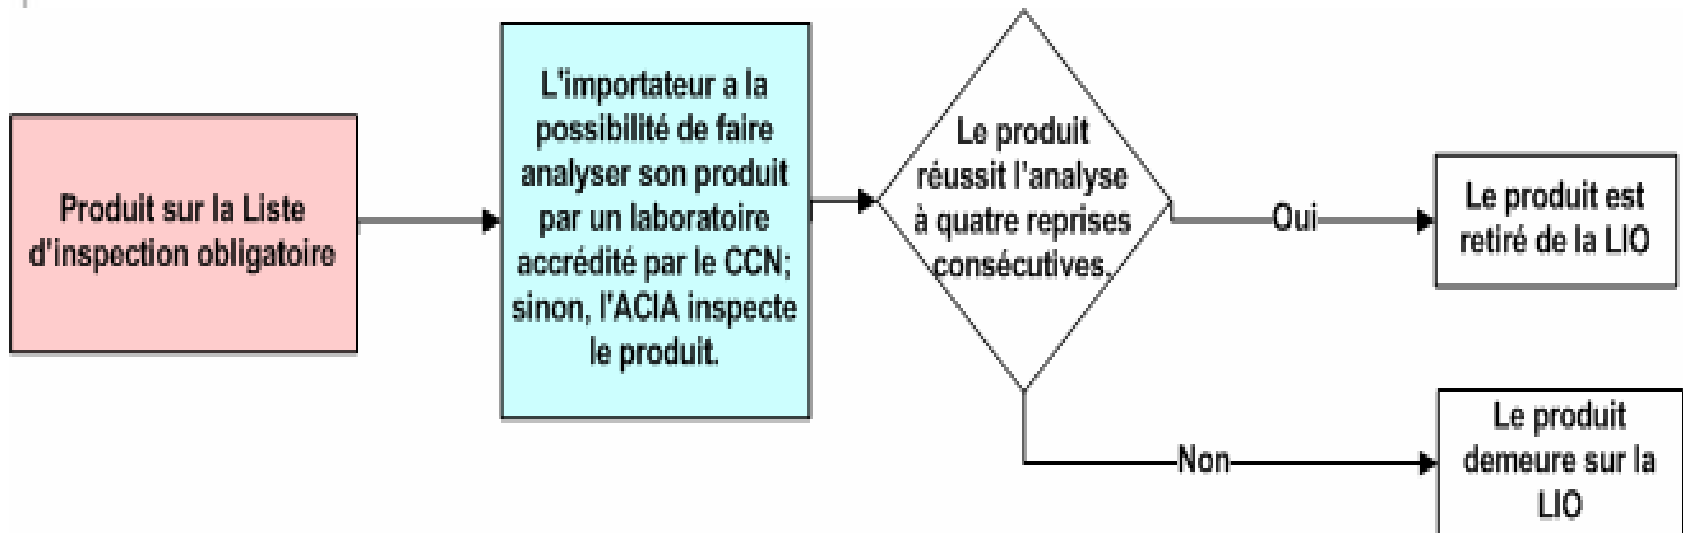 Produit sur la Liste
d'inspection obligatoire
L'importateur a la
possibilité de faire
analyser son produit
par un laboratoire
accrédité par le CCN;
sinon, l'ACIA inspecte
le produit.
Le produit
réussit l'analyse
à quatre reprises
consécutives.
Oui
Le produit est
retiré de la LIO
Non
Le produit
demeure sur la
LIO